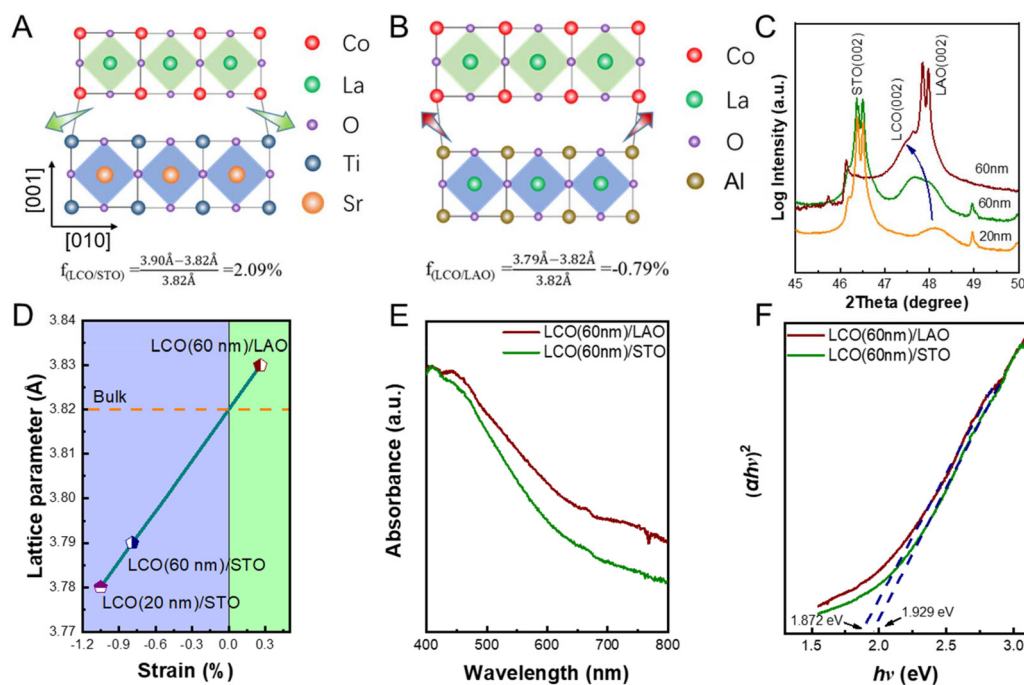 A
Co
La
O
Ti
Sr
[001]
[010]
f(LCO/STO)=3.90Å−3.82Å/3.82Å=2.09%
B
Co
La
O
Al
f(LCO/LAO)=3.79Å−3.82Å/3.82Å=-0.79%
C
Log Intensity (a.u.)
STO(002)
LCO(002)
LAO(002)
60nm
60nm
20nm
45 46 47 48 49 50
2Theta (degree)
D
Lattice parameter (Å)
3.84
3.83
3.82
3.81
3.80
3.79
3.78
3.77
LCO(60 nm)/LAO
Bulk
LCO(60 nm)/STO
LCO(20 nm)/STO
-1.2 -0.9 -0.6 -0.3 0.0 0.3
Strain (%)
E
Absorbance (a.u.)
LCO(60nm)/LAO
LCO(60nm)/STO
400 500 600 700 800
Wavelength (nm)
F
(αhν)²
LCO(60nm)/LAO
LCO(60nm)/STO
1.872 eV
1.929 eV
1.5 2.0 2.5 3.0
hν (eV)